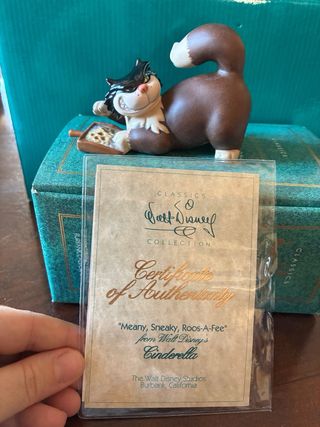 CLASSICS
Walt Disney
COLLECTION
Certificate
of Authenticity
"Meany, Sneaky, Roos-A-Fee"
from Walt Disney's
Cinderella
The Walt Disney Studios
Burbank, California
CLASSICS